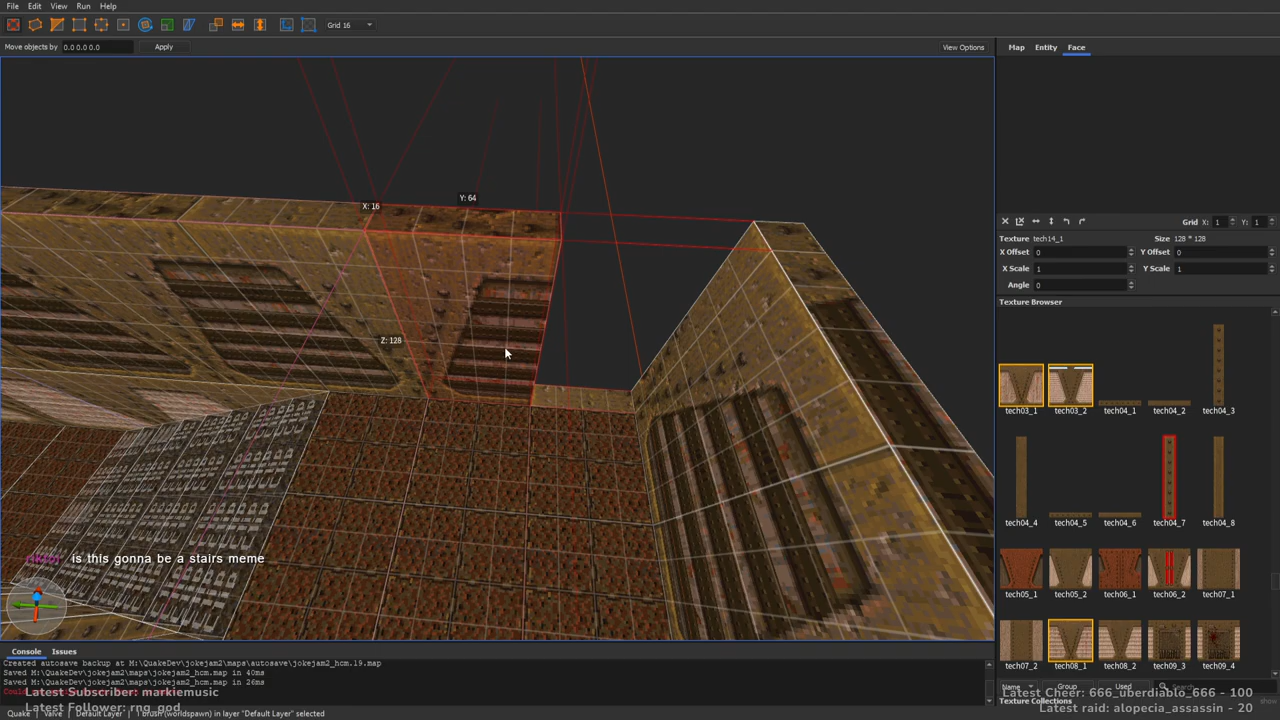 File Edit View Run Help
Grid 16
Move objects by 0.0 0.0 0.0 Apply View Options
Map Entity Face
X: 16
Y: 64
Z: 128
Grid X: 1 Y: 1
Texture tech14_1 Size 128 * 128
X Offset 0 Y Offset 0
X Scale 1 Y Scale 1
Angle 0
Texture Browser
tech03_1 tech03_2 tech04_1 tech04_2 tech04_3
tech04_4 tech04_5 tech04_6 tech04_7 tech04_8
tech05_1 tech05_2 tech06_1 tech06_2 tech07_1
tech07_2 tech08_1 tech08_2 tech09_3 tech09_4
is this gonna be a stairs meme
Console Issues
Created autosave backup at M:\QuakeDev\jokejam2\maps\autosave\jokejam2_hcm.19.map
Saved M:\QuakeDev\jokejam2\maps\jokejam2_hcm.map in 40ms
Saved M:\QuakeDev\jokejam2\maps\jokejam2_hcm.map in 26ms
Latest Subscriber: markiemusic
Latest Follower: rng_god
Name Group Used Search
Latest Cheer: 666_uberdiablo_666 - 100
Texture Collections show
Latest raid: alopecia_assassin - 20
Quake Valve Default Layer 1 brush (worldspawn) in layer "Default Layer" selected